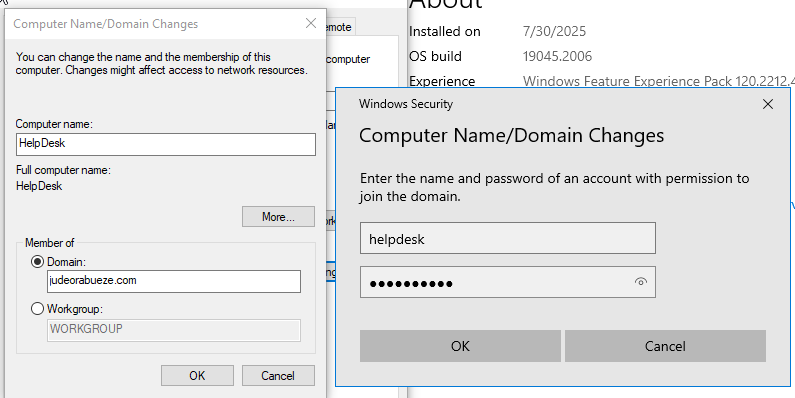 Computer Name/Domain Changes
You can change the name and the membership of this
computer. Changes might affect access to network resources.
Computer name:
HelpDesk
Full computer name:
HelpDesk
More...
Member of
Domain:
judeorabueze.com
Workgroup:
WORKGROUP
OK
Cancel
emote
computer
About
Installed on 7/30/2025
OS build 19045.2006
Experience Windows Feature Experience Pack 120.2212.4
Windows Security
Computer Name/Domain Changes
Enter the name and password of an account with permission to
join the domain.
helpdesk
●●●●●●●●●●
OK
Cancel